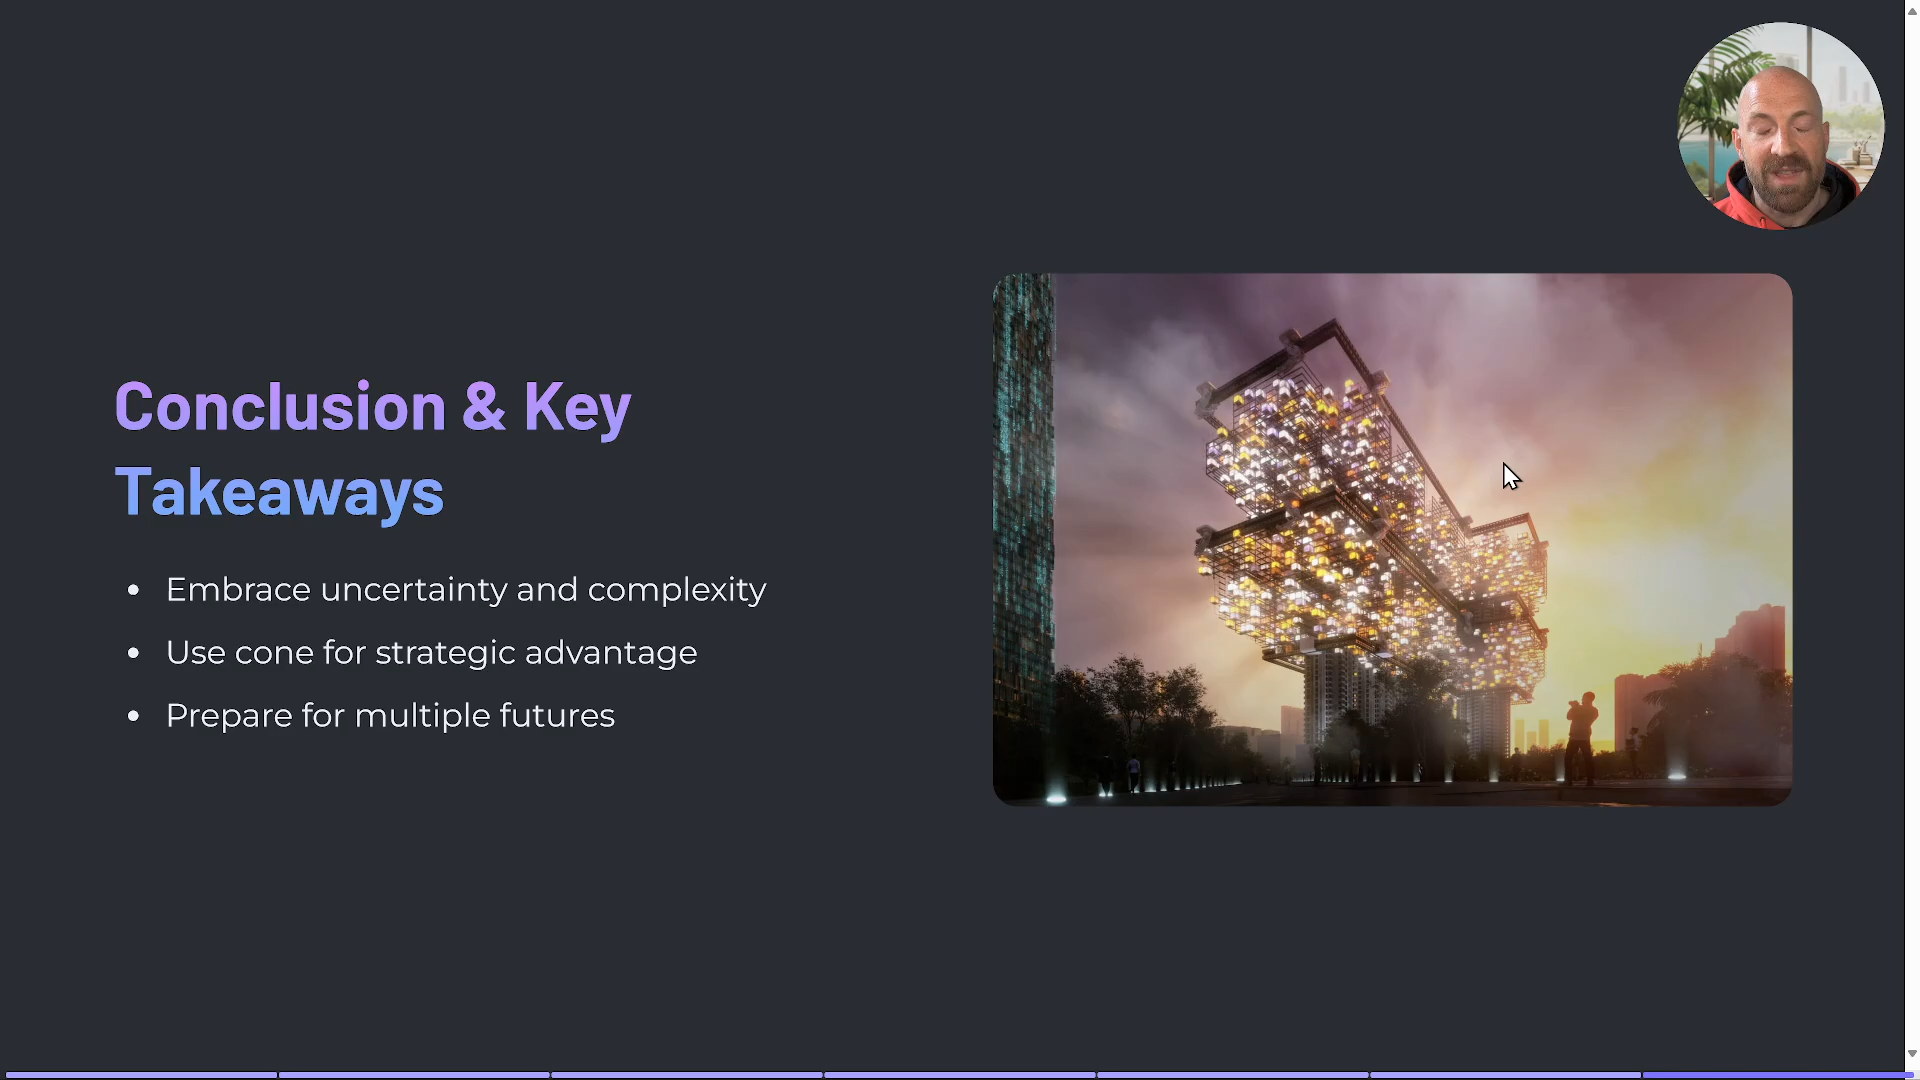 Conclusion & Key
Takeaways
• Embrace uncertainty and complexity
• Use cone for strategic advantage
• Prepare for multiple futures